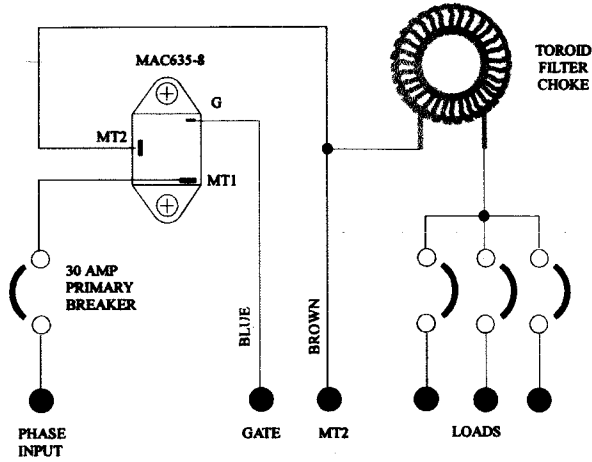 MAC635-8
G
MT2
MT1
TOROID
FILTER
CHOKE
30 AMP
PRIMARY
BREAKER
BLUE
BROWN
PHASE
INPUT
GATE
MT2
LOADS